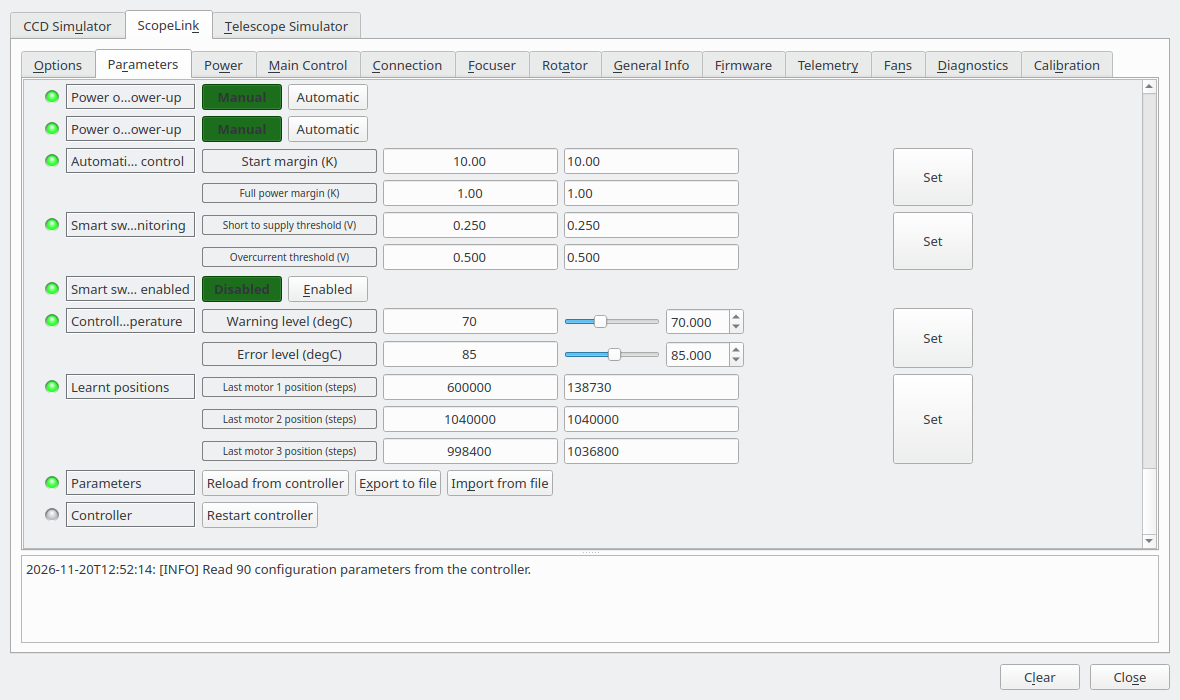 CCD Simulator ScopeLink Telescope Simulator
Options Parameters Power Main Control Connection Focuser Rotator General Info Firmware Telemetry Fans Diagnostics Calibration
Power o...ower-up Manual Automatic
Power o...ower-up Manual Automatic
Automati... control Start margin (K) 10.00 10.00 Set
Full power margin (K) 1.00 1.00
Smart sw...nitoring Short to supply threshold (V) 0.250 0.250 Set
Overcurrent threshold (V) 0.500 0.500
Smart sw... enabled Disabled Enabled
Controll...perature Warning level (degC) 70 70.000 Set
Error level (degC) 85 85.000
Learnt positions Last motor 1 position (steps) 600000 138730 Set
Last motor 2 position (steps) 1040000 1040000
Last motor 3 position (steps) 998400 1036800
Parameters Reload from controller Export to file Import from file
Controller Restart controller
2026-11-20T12:52:14: [INFO] Read 90 configuration parameters from the controller.
Clear Close